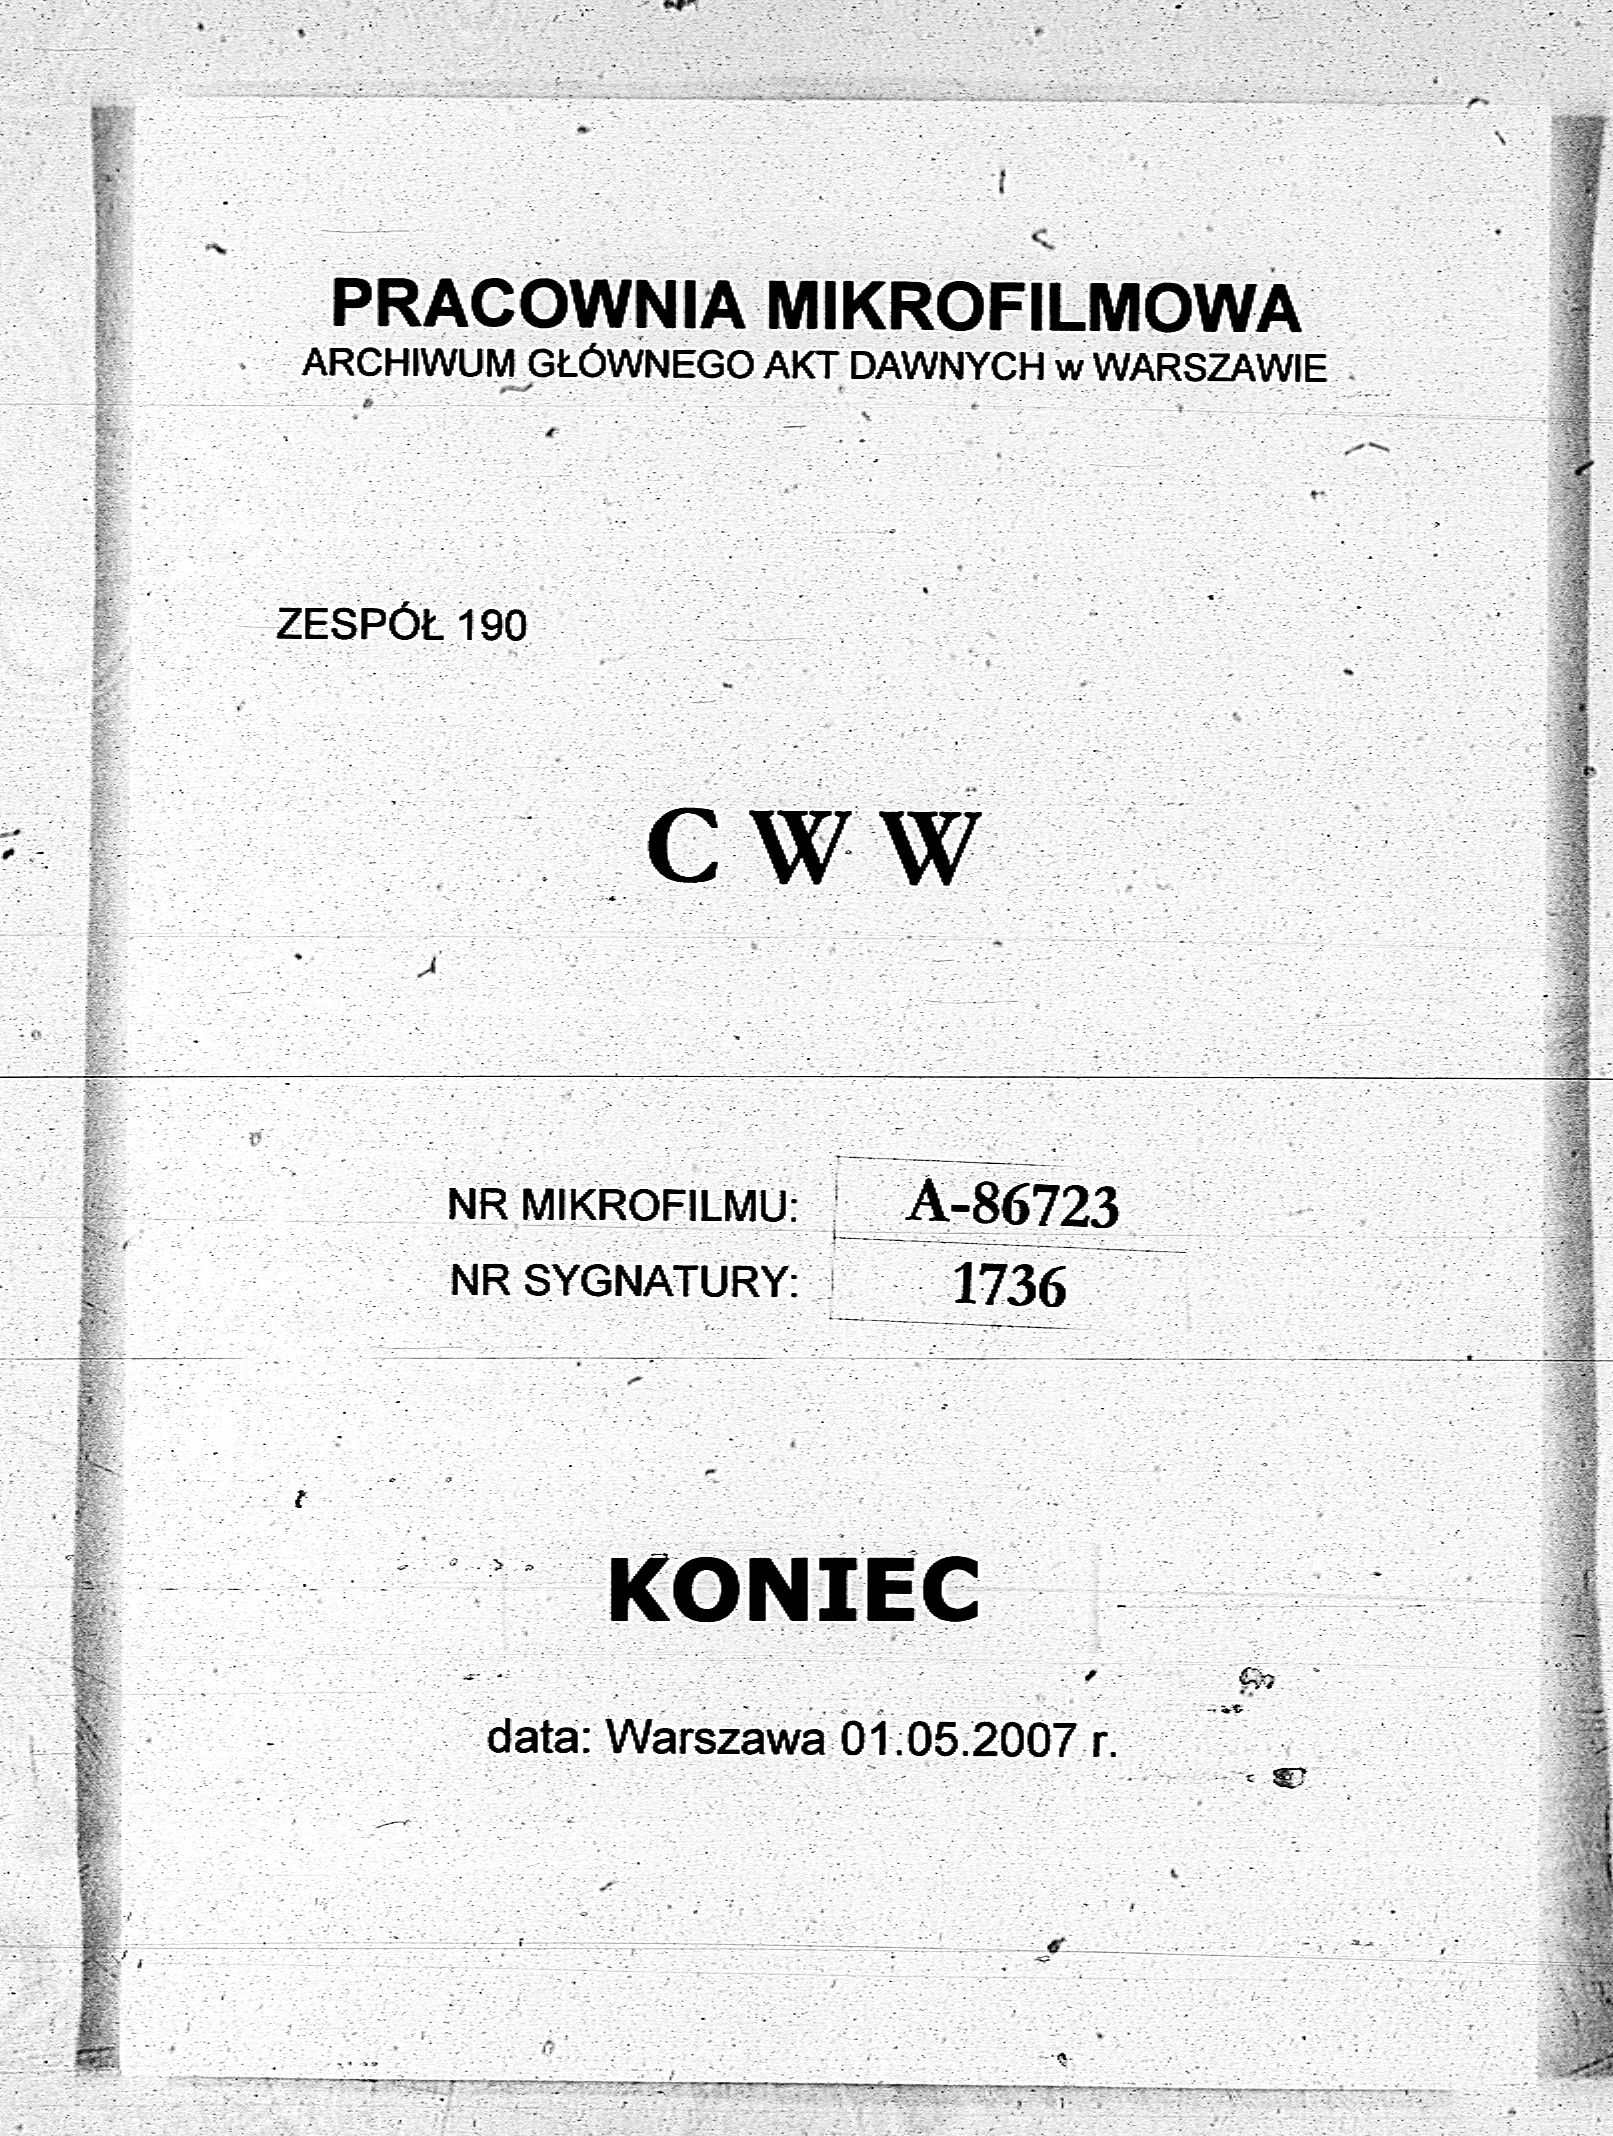 PRACOWNIA MIKROFILMOWA
ARCHIWUM GŁÓWNEGO AKT DAWNYCH w WARSZAWIE
ZESPÓŁ 190
C W W
NR MIKROFILMU: A-86723
NR SYGNATURY: 1736
KONIEC
data: Warszawa 01.05.2007 r.